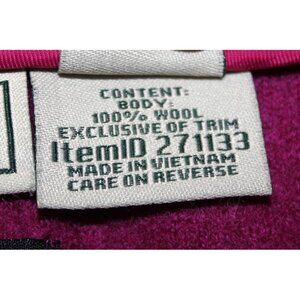 CONTENT:
BODY:
100% WOOL
EXCLUSIVE OF TRIM
ItemID 271133
MADE IN VIETNAM
CARE ON REVERSE